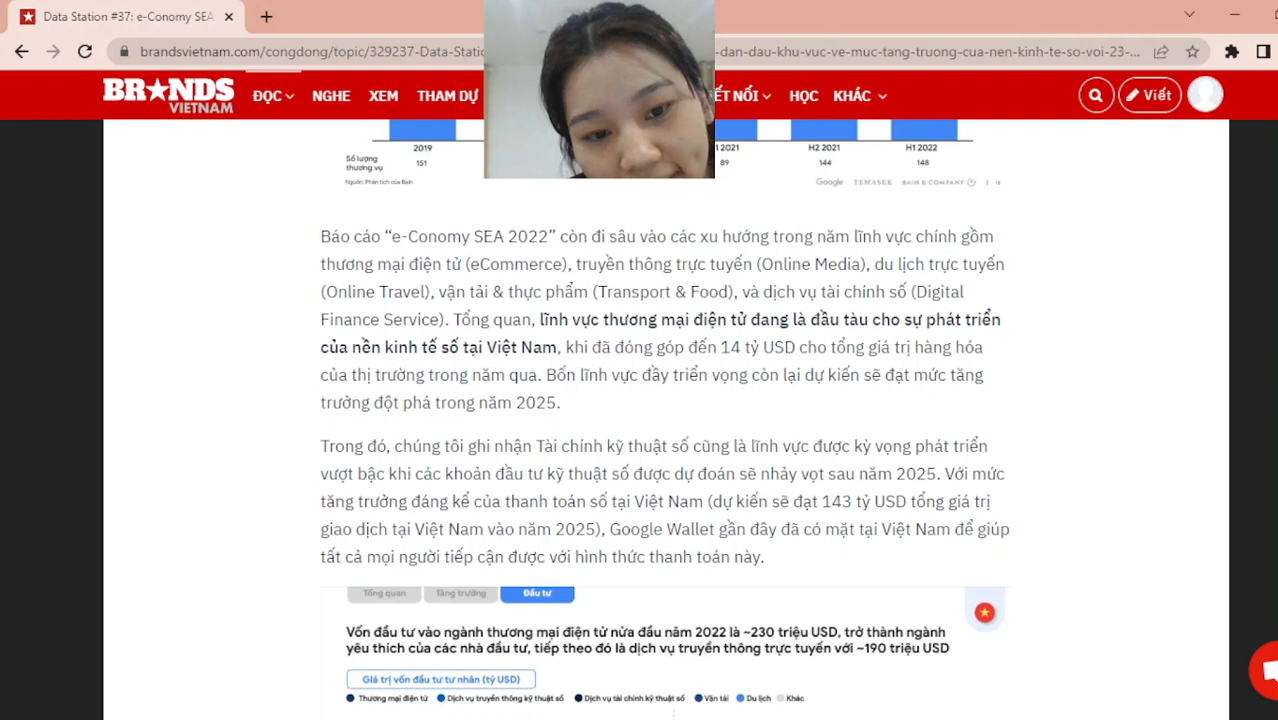 Data Station #37: e-Conomy SEA
brandsvietnam.com/congdong/topic/329237-Data-Stati
-dan-dau-khu-vuc-ve-muc-tang-truong-cua-nen-kinh-te-so-voi-23-...
BRANDS VIETNAM
ĐỌC NGHE XEM THAM DỰ
HỌC KHÁC Viết
2019 H2 2021 H1 2022
Số lượng thương vụ 151 89 144 148
Nguồn: Phân tích của Bain
Google TEMASEK BAIN & COMPANY
Báo cáo “e-Conomy SEA 2022” còn đi sâu vào các xu hướng trong năm lĩnh vực chính gồm
thương mại điện tử (eCommerce), truyền thông trực tuyến (Online Media), du lịch trực tuyến
(Online Travel), vận tải & thực phẩm (Transport & Food), và dịch vụ tài chính số (Digital
Finance Service). Tổng quan, lĩnh vực thương mại điện tử đang là đầu tàu cho sự phát triển
của nền kinh tế số tại Việt Nam, khi đã đóng góp đến 14 tỷ USD cho tổng giá trị hàng hóa
của thị trường trong năm qua. Bốn lĩnh vực đầy triển vọng còn lại dự kiến sẽ đạt mức tăng
trưởng đột phá trong năm 2025.
Trong đó, chúng tôi ghi nhận Tài chính kỹ thuật số cũng là lĩnh vực được kỳ vọng phát triển
vượt bậc khi các khoản đầu tư kỹ thuật số được dự đoán sẽ nhảy vọt sau năm 2025. Với mức
tăng trưởng đáng kể của thanh toán số tại Việt Nam (dự kiến sẽ đạt 143 tỷ USD tổng giá trị
giao dịch tại Việt Nam vào năm 2025), Google Wallet gần đây đã có mặt tại Việt Nam để giúp
tất cả mọi người tiếp cận được với hình thức thanh toán này.
Tổng quan Tăng trưởng Đầu tư
Vốn đầu tư vào ngành thương mại điện tử nửa đầu năm 2022 là ~230 triệu USD, trở thành ngành
yêu thích của các nhà đầu tư, tiếp theo đó là dịch vụ truyền thông trực tuyến với ~190 triệu USD
Giá trị vốn đầu tư tư nhân (tỷ USD)
Thương mại điện tử Dịch vụ truyền thông kỹ thuật số Dịch vụ tài chính kỹ thuật số Vận tải Du lịch Khác